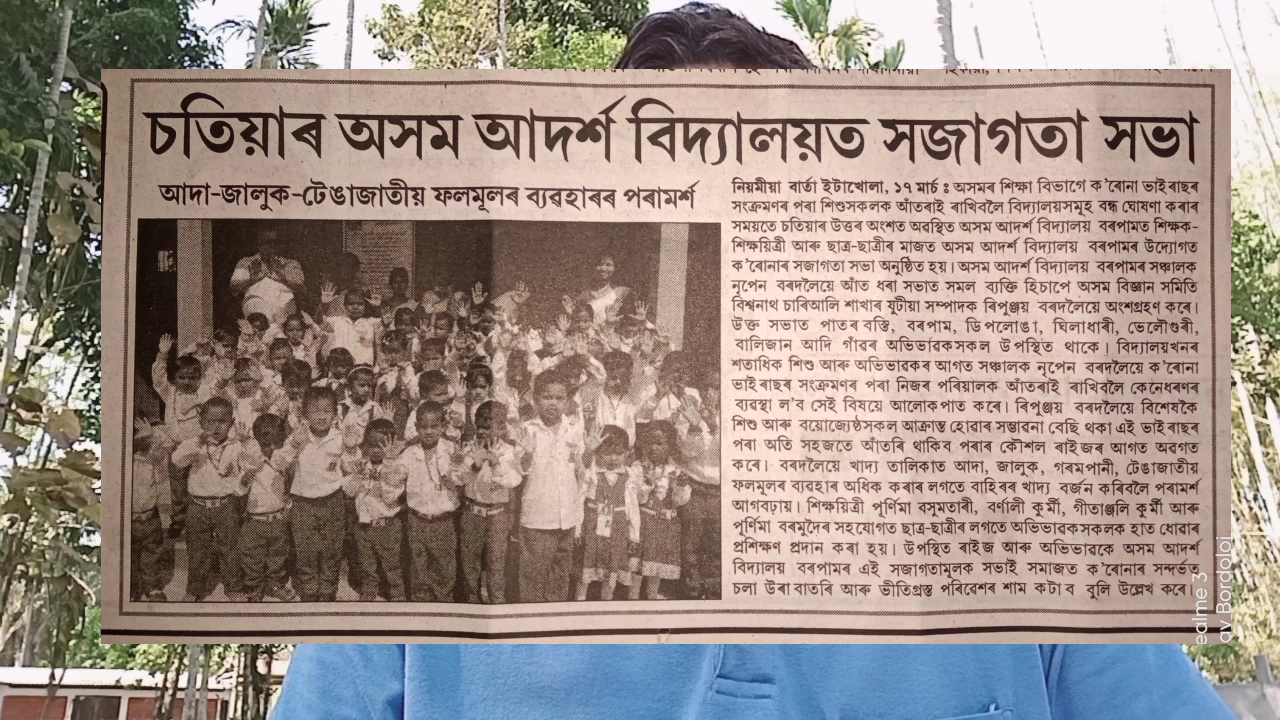 চতিয়াৰ অসম আদৰ্শ বিদ্যালয়ত সজাগতা সভা
আদা-জালুক-টেঙাজাতীয় ফলমূলৰ ব্যৱহাৰৰ পৰামৰ্শ
নিয়মীয়া বাৰ্তা ইটাখোলা, ১৭ মাৰ্চ : অসমৰ শিক্ষা বিভাগে ক'ৰোনা ভাইৰাছৰ
সংক্ৰমণৰ পৰা শিশুসকলক আঁতৰাই ৰাখিবলৈ বিদ্যালয়সমূহ বন্ধ ঘোষণা কৰাৰ
সময়তে চতিয়াৰ উত্তৰ অংশত অবস্থিত অসম আদৰ্শ বিদ্যালয় বৰপামত শিক্ষক-
শিক্ষয়িত্ৰী আৰু ছাত্ৰ-ছাত্ৰীৰ মাজত অসম আদৰ্শ বিদ্যালয় বৰপামৰ উদ্যোগত
ক'ৰোনাৰ সজাগতা সভা অনুষ্ঠিত হয়। অসম আদৰ্শ বিদ্যালয় বৰপামৰ সঞ্চালক
নৃপেন বৰদলৈয়ে আঁত ধৰা সভাত সমল ব্যক্তি হিচাপে অসম বিজ্ঞান সমিতি
বিশ্বনাথ চাৰিআলি শাখাৰ যুটীয়া সম্পাদক ৰিপুঞ্জয় বৰদলৈয়ে অংশগ্ৰহণ কৰে।
উক্ত সভাত পাতৰবস্তি, বৰপাম, ডিপলোঙা, ঘিলাধাৰী, ভেলৌগুৰী,
বালিজান আদি গাঁৱৰ অভিভাৱকসকল উপস্থিত থাকে। বিদ্যালয়খনৰ
শতাধিক শিশু আৰু অভিভাৱকৰ আগত সঞ্চালক নৃপেন বৰদলৈয়ে ক'ৰোনা
ভাইৰাছৰ সংক্ৰমণৰ পৰা নিজৰ পৰিয়ালক আঁতৰাই ৰাখিবলৈ কেনেধৰণৰ
ব্যৱস্থা ল'ব সেই বিষয়ে আলোকপাত কৰে। ৰিপুঞ্জয় বৰদলৈয়ে বিশেষকৈ
শিশু আৰু বয়োজ্যেষ্ঠসকল আক্ৰান্ত হোৱাৰ সম্ভাৱনা বেছি থকা এই ভাইৰাছৰ
পৰা অতি সহজতে আঁতৰি থাকিব পৰাৰ কৌশল ৰাইজৰ আগত অৱগত
কৰে। বৰদলৈয়ে খাদ্য তালিকাত আদা, জালুক, গৰমপানী, টেঙাজাতীয়
ফলমূলৰ ব্যৱহাৰ অধিক কৰাৰ লগতে বাহিৰৰ খাদ্য বৰ্জন কৰিবলৈ পৰামৰ্শ
আগবঢ়ায়। শিক্ষয়িত্ৰী পূৰ্ণিমা বসুমতাৰী, বৰ্ণালী কুৰ্মী, গীতাঞ্জলি কুৰ্মী আৰু
পূৰ্ণিমা বৰমুদৈৰ সহযোগত ছাত্ৰ-ছাত্ৰীৰ লগতে অভিভাৱকসকলক হাত ধোৱাৰ
প্ৰশিক্ষণ প্ৰদান কৰা হয়। উপস্থিত ৰাইজ আৰু অভিভাৱকে অসম আদৰ্শ
বিদ্যালয় বৰপামৰ এই সজাগতামূলক সভাই সমাজত ক'ৰোনাৰ সন্দৰ্ভত
চলা উৰাবাতৰি আৰু ভীতিগ্ৰস্ত পৰিৱেশৰ শাম কটাব বুলি উল্লেখ কৰে।
ealme 3
ay Bordoloi